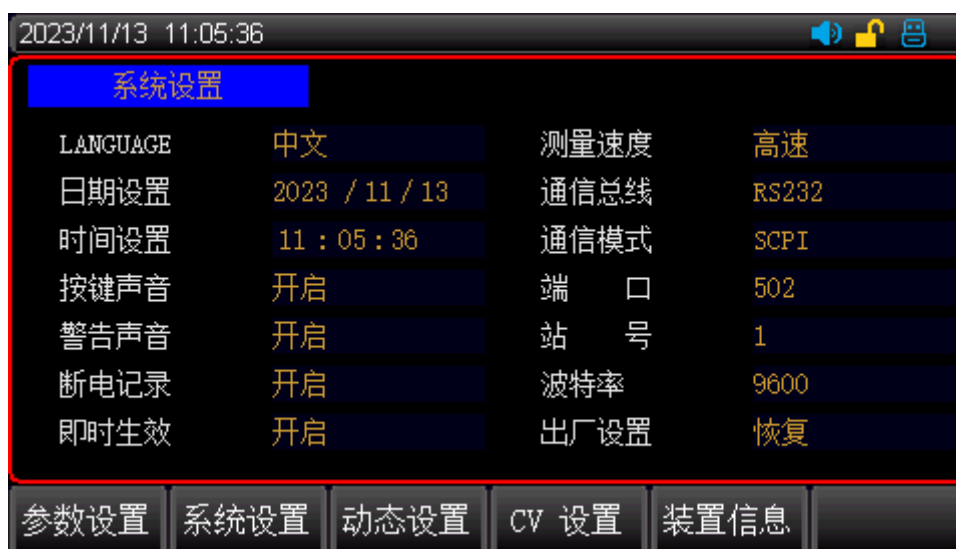 2023/11/13 11:05:36
系统设置
LANGUAGE 中文 测量速度 高速
日期设置 2023 / 11 / 13 通信总线 RS232
时间设置 11 : 05 : 36 通信模式 SCPI
按键声音 开启 端 口 502
警告声音 开启 站 号 1
断电记录 开启 波特率 9600
即时生效 开启 出厂设置 恢复
参数设置 系统设置 动态设置 CV 设置 装置信息